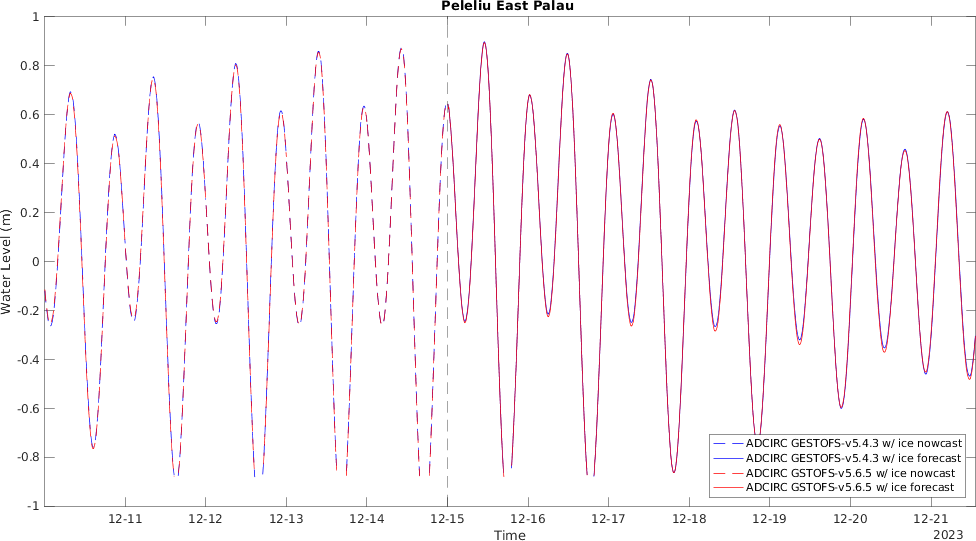 Peleliu East Palau
1
0.8
0.6
0.4
0.2
0
-0.2
-0.4
-0.6
-0.8
-1
Water Level (m)
ADCIRC GESTOFS-v5.4.3 w/ ice nowcast
ADCIRC GESTOFS-v5.4.3 w/ ice forecast
ADCIRC GSTOFS-v5.6.5 w/ ice nowcast
ADCIRC GSTOFS-v5.6.5 w/ ice forecast
12-11 12-12 12-13 12-14 12-15 12-16 12-17 12-18 12-19 12-20 12-21
Time
2023